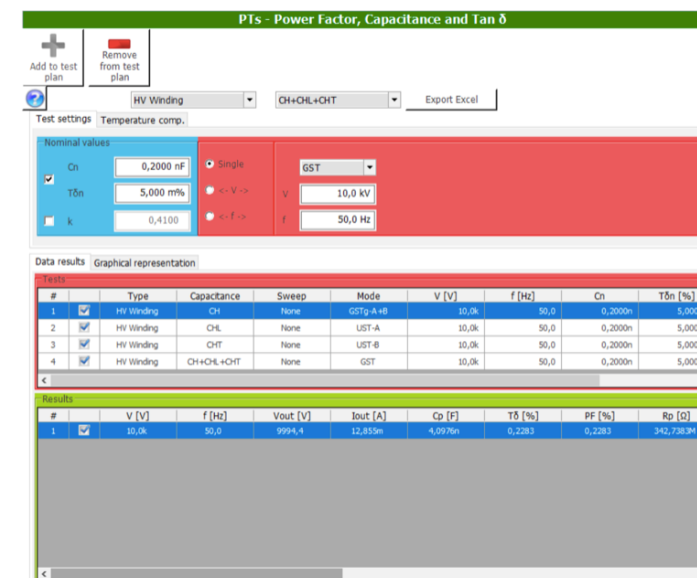 PTs - Power Factor, Capacitance and Tan δ
Add to test plan
Remove from test plan
HV Winding CH+CHL+CHT Export Excel
Test settings Temperature comp.
Nominal values
Cn 0,2000 nF Single GST
Tδn 5,000 m% <- V -> V 10,0 kV
k 0,4100 <- f -> f 50,0 Hz
Data results Graphical representation
Tests
# Type Capacitance Sweep Mode V [V] f [Hz] Cn Tδn [%]
1 HV Winding CH None GSTg-A+B 10,0k 50,0 0,2000n 5,000
2 HV Winding CHL None UST-A 10,0k 50,0 0,2000n 5,000
3 HV Winding CHT None UST-B 10,0k 50,0 0,2000n 5,000
4 HV Winding CH+CHL+CHT None GST 10,0k 50,0 0,2000n 5,000
Results
# V [V] f [Hz] Vout [V] Iout [A] Cp [F] Tδ [%] PF [%] Rp [Ω]
1 10,0k 50,0 9994,4 12,855m 4,0976n 0,2283 0,2283 342,7383M